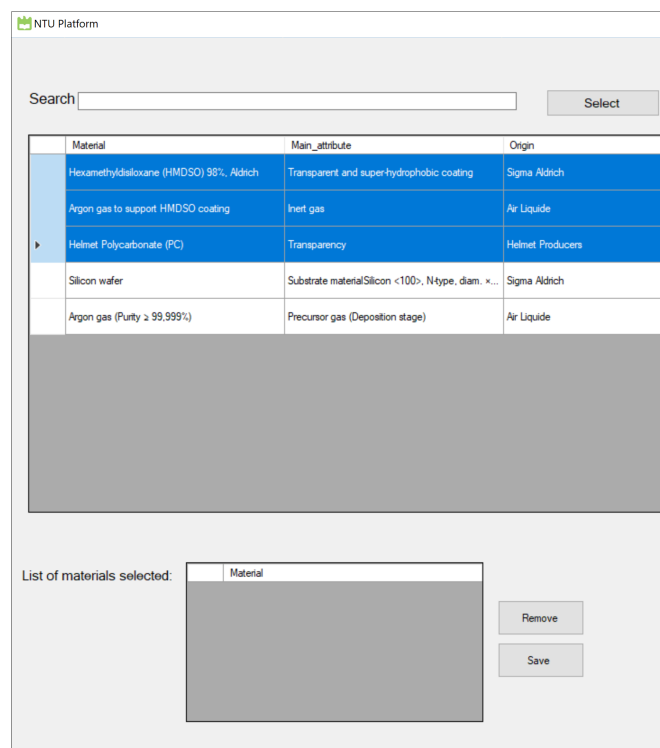 NTU Platform
Search
Select
Material Main_attribute Origin
Hexamethyldisiloxane (HMDSO) 98%, Aldrich Transparent and super-hydrophobic coating Sigma Aldrich
Argon gas to support HMDSO coating Inert gas Air Liquide
Helmet Polycarbonate (PC) Transparency Helmet Producers
Silicon wafer Substrate materialSilicon <100>, N-type, diam. ×... Sigma Aldrich
Argon gas (Purity ≥ 99,999%) Precursor gas (Deposition stage) Air Liquide
List of materials selected:
Material
Remove
Save